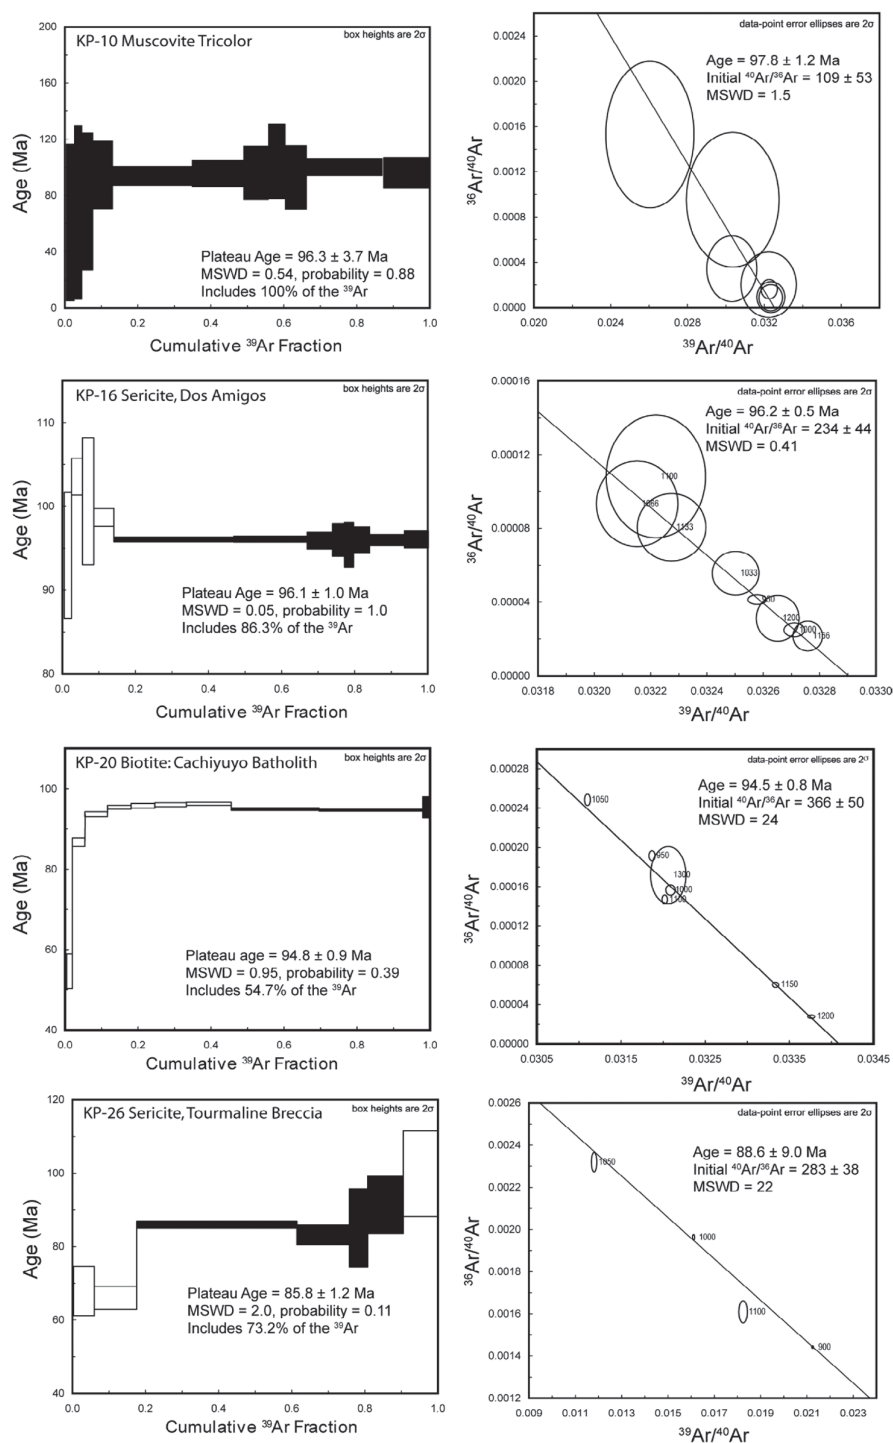 KP-10 Muscovite Tricolor
box heights are 2σ
200
160
120
80
40
0
Age (Ma)
Plateau Age = 96.3 ± 3.7 Ma
MSWD = 0.54, probability = 0.88
Includes 100% of the ³⁹Ar
0.0 0.2 0.4 0.6 0.8 1.0
Cumulative ³⁹Ar Fraction
data-point error ellipses are 2σ
0.0024
0.0020
0.0016
0.0012
0.0008
0.0004
0.0000
³⁶Ar/⁴⁰Ar
Age = 97.8 ± 1.2 Ma
Initial ⁴⁰Ar/³⁶Ar = 109 ± 53
MSWD = 1.5
0.020 0.024 0.028 0.032 0.036
³⁹Ar/⁴⁰Ar
KP-16 Sericite, Dos Amigos
box heights are 2σ
110
100
90
80
Age (Ma)
Plateau Age = 96.1 ± 1.0 Ma
MSWD = 0.05, probability = 1.0
Includes 86.3% of the ³⁹Ar
0.0 0.2 0.4 0.6 0.8 1.0
Cumulative ³⁹Ar Fraction
data-point error ellipses are 2σ
0.00016
0.00012
0.00008
0.00004
0.00000
³⁶Ar/⁴⁰Ar
Age = 96.2 ± 0.5 Ma
Initial ⁴⁰Ar/³⁶Ar = 234 ± 44
MSWD = 0.41
1100
1066
1133
1033
1200
1000
1166
0.0318 0.0320 0.0322 0.0324 0.0326 0.0328 0.0330
³⁹Ar/⁴⁰Ar
KP-20 Biotite: Cachiyuyo Batholith
box heights are 2σ
100
80
60
40
Age (Ma)
Plateau age = 94.8 ± 0.9 Ma
MSWD = 0.95, probability = 0.39
Includes 54.7% of the ³⁹Ar
0.0 0.2 0.4 0.6 0.8 1.0
Cumulative ³⁹Ar Fraction
data-point error ellipses are 2σ
0.00028
0.00024
0.00020
0.00016
0.00012
0.00008
0.00004
0.00000
³⁶Ar/⁴⁰Ar
Age = 94.5 ± 0.8 Ma
Initial ⁴⁰Ar/³⁶Ar = 366 ± 50
MSWD = 24
1050
950
1300
1000
1100
1150
1200
0.0305 0.0315 0.0325 0.0335 0.0345
³⁹Ar/⁴⁰Ar
KP-26 Sericite, Tourmaline Breccia
box heights are 2σ
120
100
80
60
40
Age (Ma)
Plateau Age = 85.8 ± 1.2 Ma
MSWD = 2.0, probability = 0.11
Includes 73.2% of the ³⁹Ar
0.0 0.2 0.4 0.6 0.8 1.0
Cumulative ³⁹Ar Fraction
data-point error ellipses are 2σ
0.0026
0.0024
0.0022
0.0020
0.0018
0.0016
0.0014
0.0012
³⁶Ar/⁴⁰Ar
Age = 88.6 ± 9.0 Ma
Initial ⁴⁰Ar/³⁶Ar = 283 ± 38
MSWD = 22
1050
1000
1100
900
0.009 0.011 0.013 0.015 0.017 0.019 0.021 0.023
³⁹Ar/⁴⁰Ar